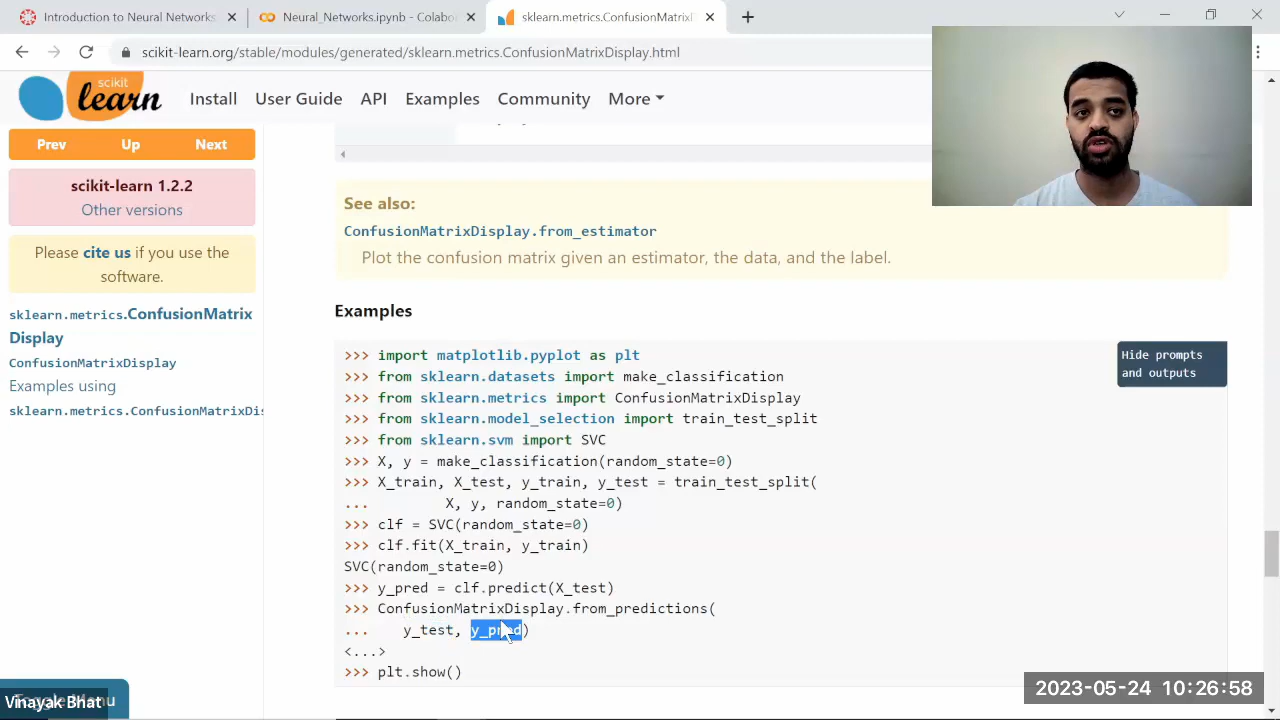 Introduction to Neural Networks
Neural_Networks.ipynb - Colabo
sklearn.metrics.ConfusionMatrixD
scikit-learn.org/stable/modules/generated/sklearn.metrics.ConfusionMatrixDisplay.html
scikit
learn
Install User Guide API Examples Community More
Prev Up Next
scikit-learn 1.2.2
Other versions
Please cite us if you use the
software.
sklearn.metrics.ConfusionMatrix
Display
ConfusionMatrixDisplay
Examples using
sklearn.metrics.ConfusionMatrixDis
See also:
ConfusionMatrixDisplay.from_estimator
Plot the confusion matrix given an estimator, the data, and the label.
Examples
Hide prompts
and outputs
>>> import matplotlib.pyplot as plt
>>> from sklearn.datasets import make_classification
>>> from sklearn.metrics import ConfusionMatrixDisplay
>>> from sklearn.model_selection import train_test_split
>>> from sklearn.svm import SVC
>>> X, y = make_classification(random_state=0)
>>> X_train, X_test, y_train, y_test = train_test_split(
... X, y, random_state=0)
>>> clf = SVC(random_state=0)
>>> clf.fit(X_train, y_train)
SVC(random_state=0)
>>> y_pred = clf.predict(X_test)
>>> ConfusionMatrixDisplay.from_predictions(
... y_test, y_pred)
<...>
>>> plt.show()
Vinayak Bhat
2023-05-24 10:26:58